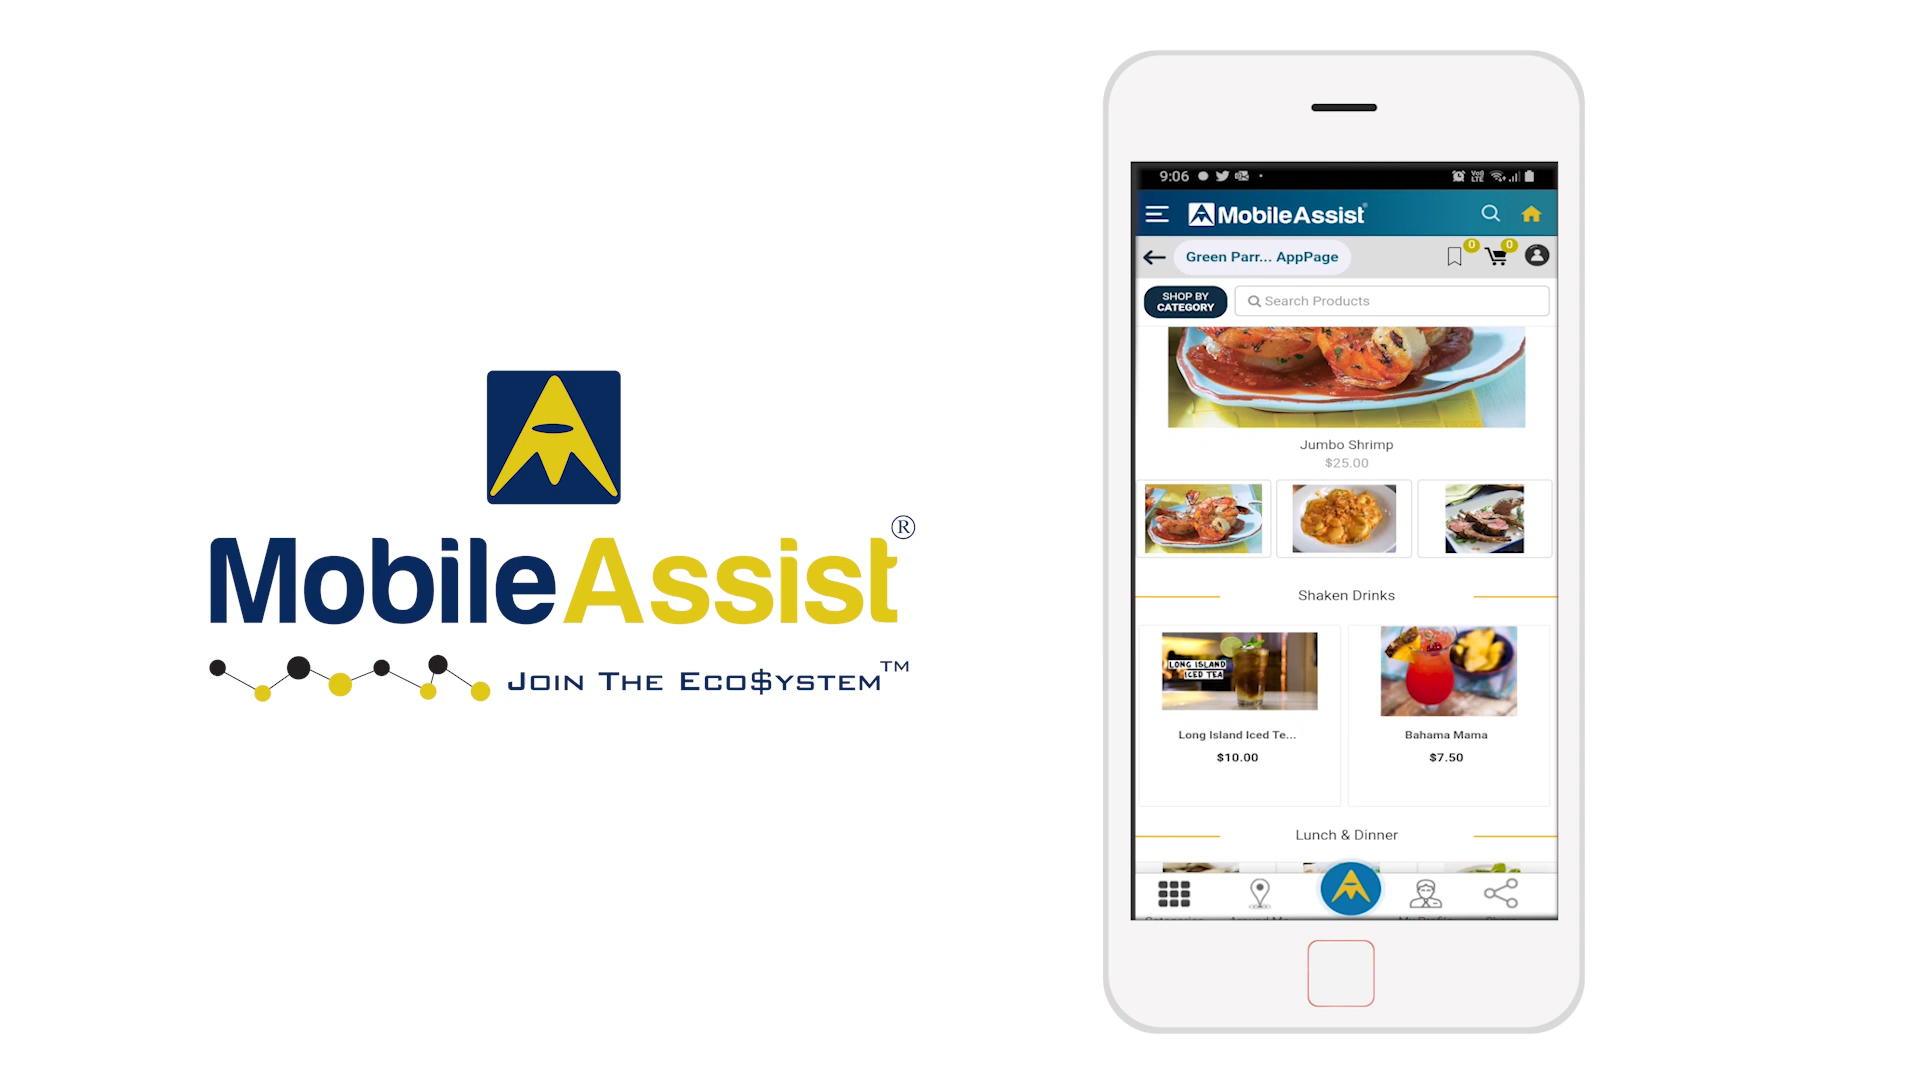 MobileAssist®
JOIN THE ECO$YSTEM™
9:06
Vo))
LTE
MobileAssist®
0
0
Green Parr... AppPage
SHOP BY
CATEGORY
Search Products
Jumbo Shrimp
$25.00
Shaken Drinks
LONG ISLAND
ICED TEA
Long Island Iced Te...
Bahama Mama
$10.00
$7.50
Lunch & Dinner